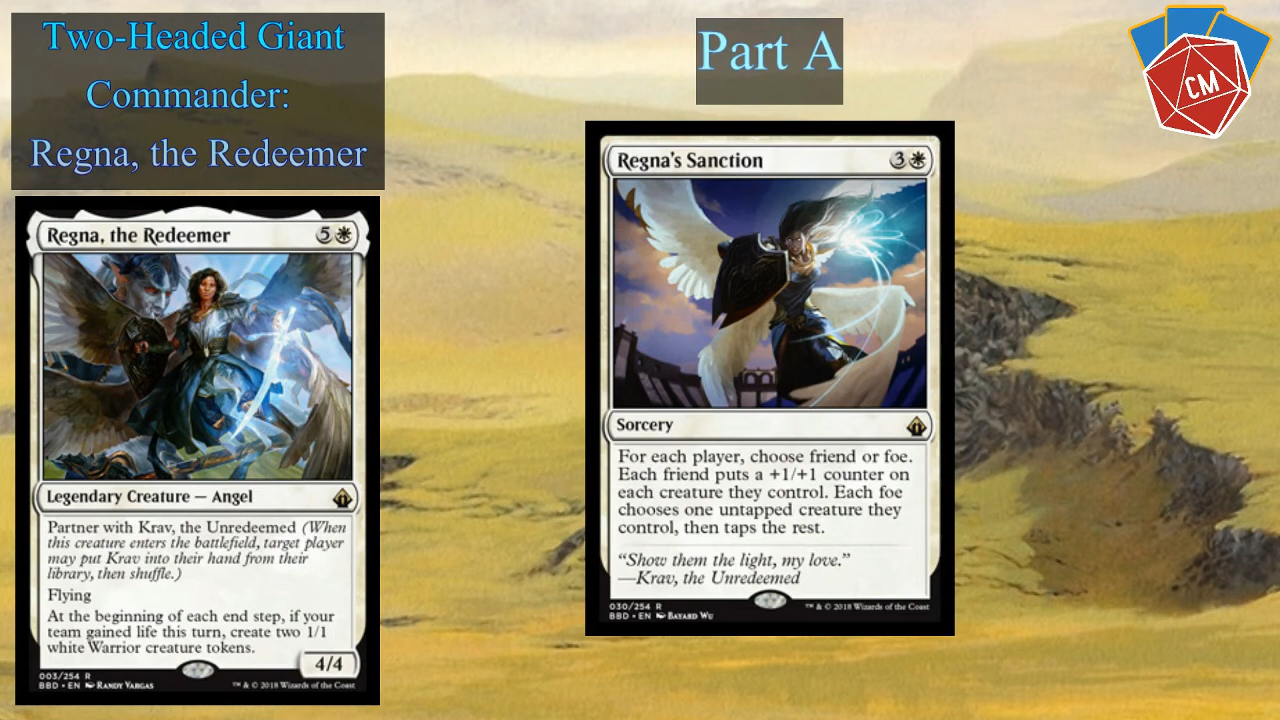 Two-Headed Giant
Commander:
Regna, the Redeemer
Part A
CM
Regna, the Redeemer 5
Legendary Creature — Angel
Partner with Krav, the Unredeemed (When
this creature enters the battlefield, target player
may put Krav into their hand from their
library, then shuffle.)
Flying
At the beginning of each end step, if your
team gained life this turn, create two 1/1
white Warrior creature tokens.
4/4
003/254 R
BBD • EN Randy Vargas
™ & © 2018 Wizards of the Coast
Regna's Sanction 3
Sorcery
For each player, choose friend or foe.
Each friend puts a +1/+1 counter on
each creature they control. Each foe
chooses one untapped creature they
control, then taps the rest.
“Show them the light, my love.”
—Krav, the Unredeemed
030/254 R
BBD • EN Bayard Wu
™ & © 2018 Wizards of the Coast